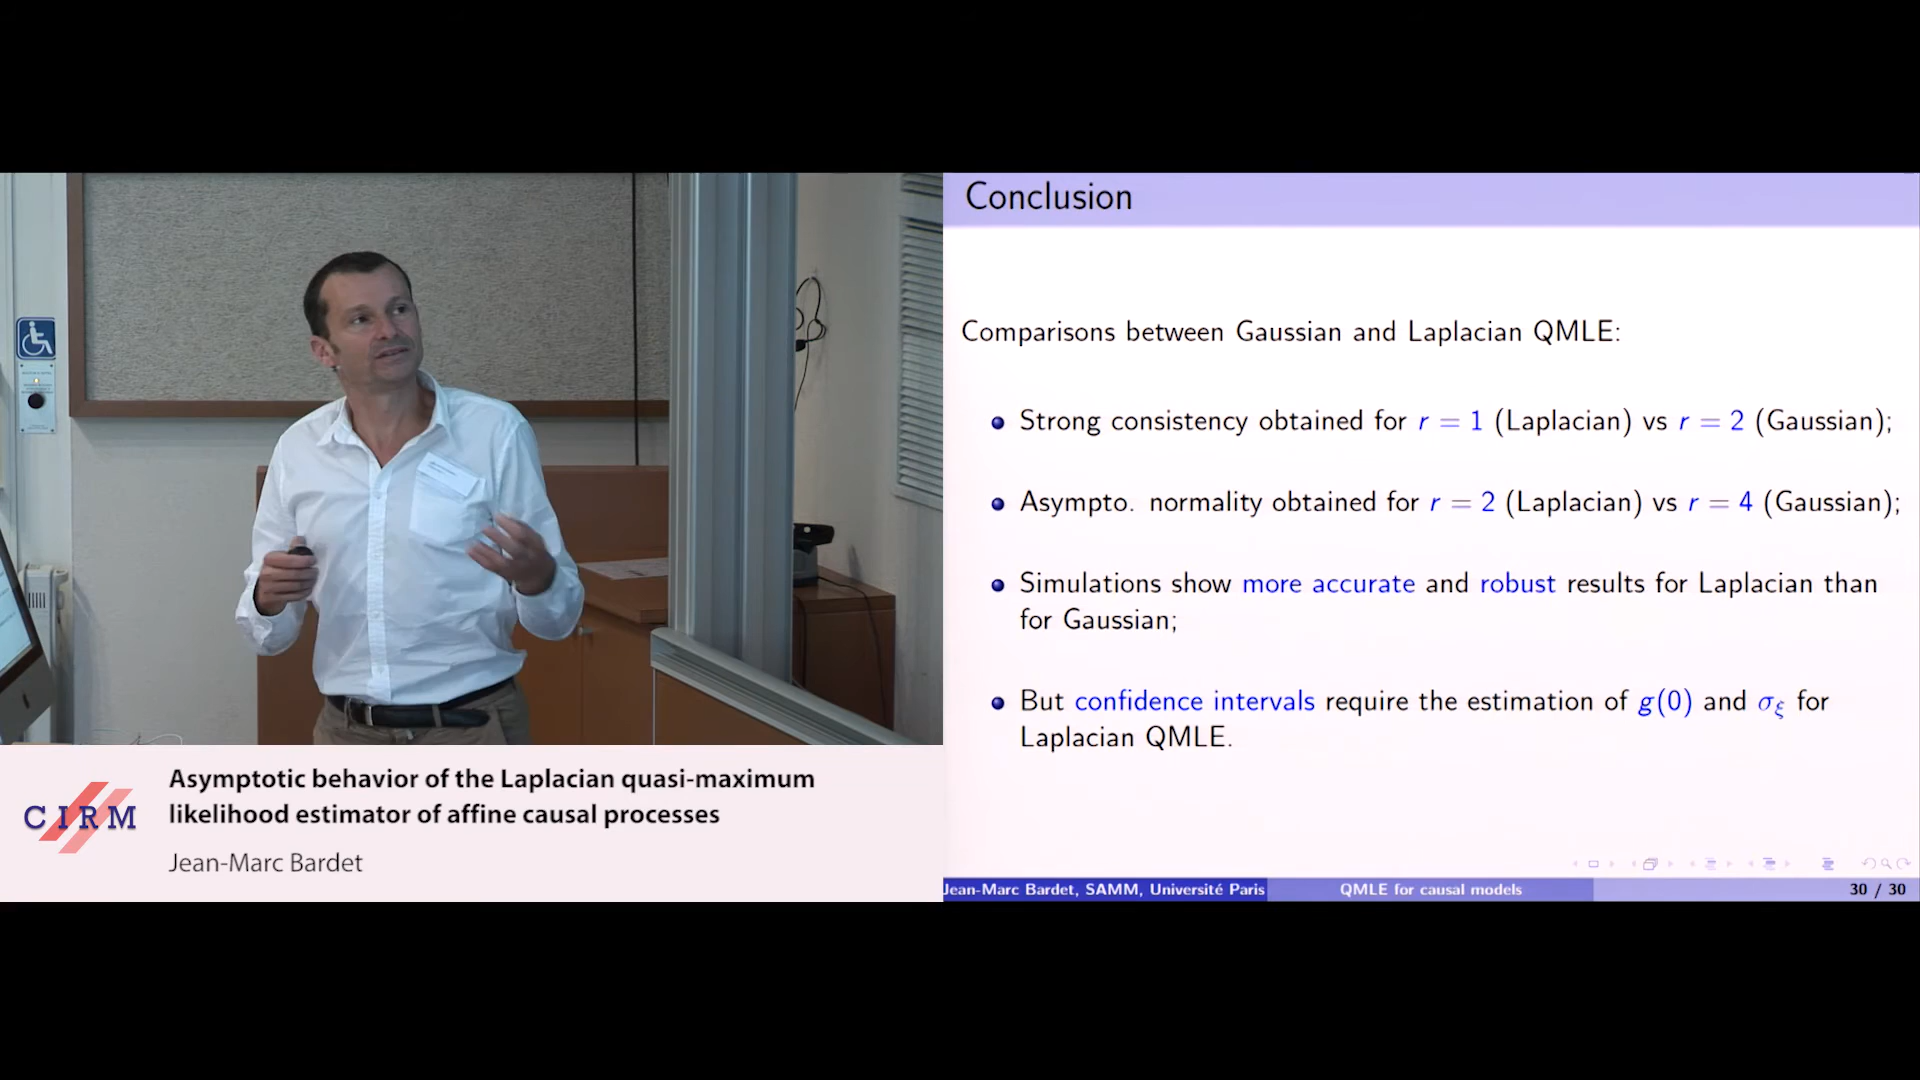 Conclusion
Comparisons between Gaussian and Laplacian QMLE:
Strong consistency obtained for r = 1 (Laplacian) vs r = 2 (Gaussian);
Asympto. normality obtained for r = 2 (Laplacian) vs r = 4 (Gaussian);
Simulations show more accurate and robust results for Laplacian than
for Gaussian;
But confidence intervals require the estimation of g(0) and σξ for
Laplacian QMLE.
Jean-Marc Bardet, SAMM, Université Paris
QMLE for causal models
30 / 30
CIRM
Asymptotic behavior of the Laplacian quasi-maximum
likelihood estimator of affine causal processes
Jean-Marc Bardet